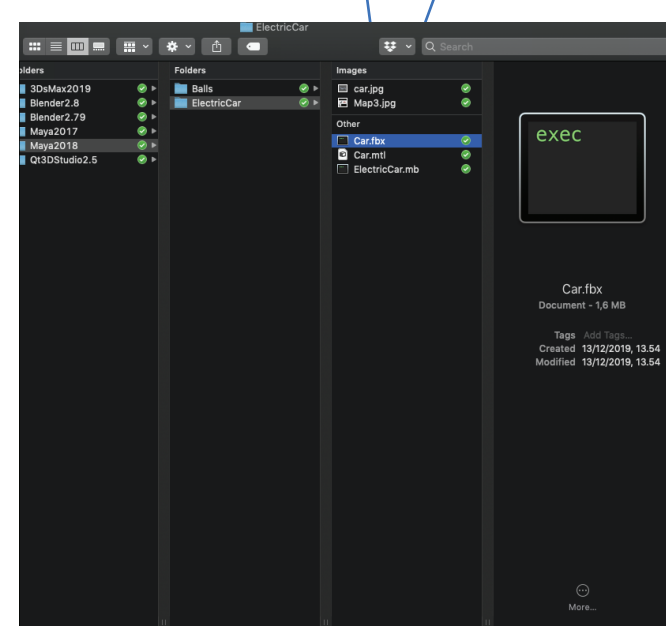 ElectricCar
Search
olders
3DsMax2019
Blender2.8
Blender2.79
Maya2017
Maya2018
Qt3DStudio2.5
Folders
Balls
ElectricCar
Images
car.jpg
Map3.jpg
Other
Car.fbx
Car.mtl
ElectricCar.mb
exec
Car.fbx
Document - 1,6 MB
Tags Add Tags...
Created 13/12/2019, 13.54
Modified 13/12/2019, 13.54
More...